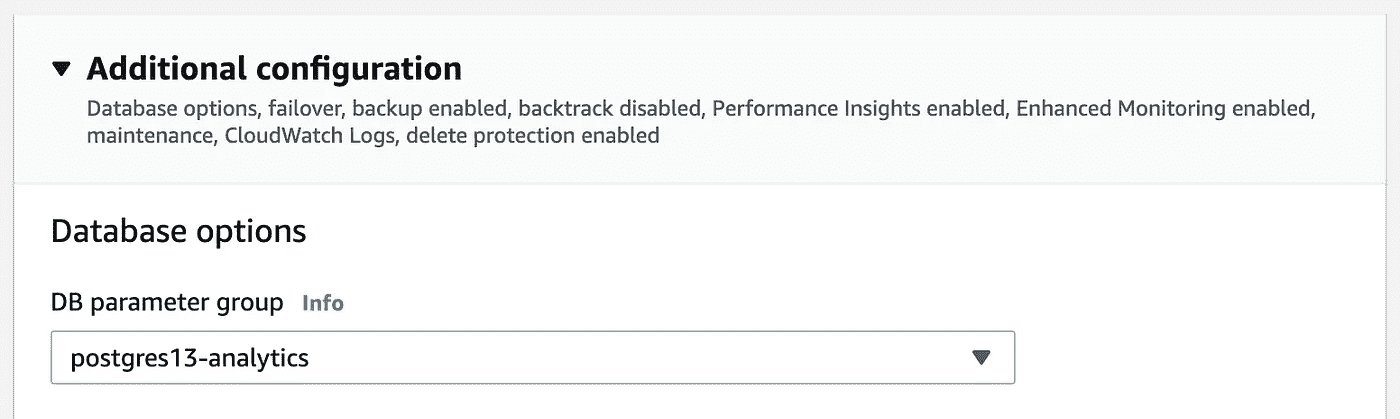 Additional configuration
Database options, failover, backup enabled, backtrack disabled, Performance Insights enabled, Enhanced Monitoring enabled,
maintenance, CloudWatch Logs, delete protection enabled
Database options
DB parameter group Info
postgres13-analytics